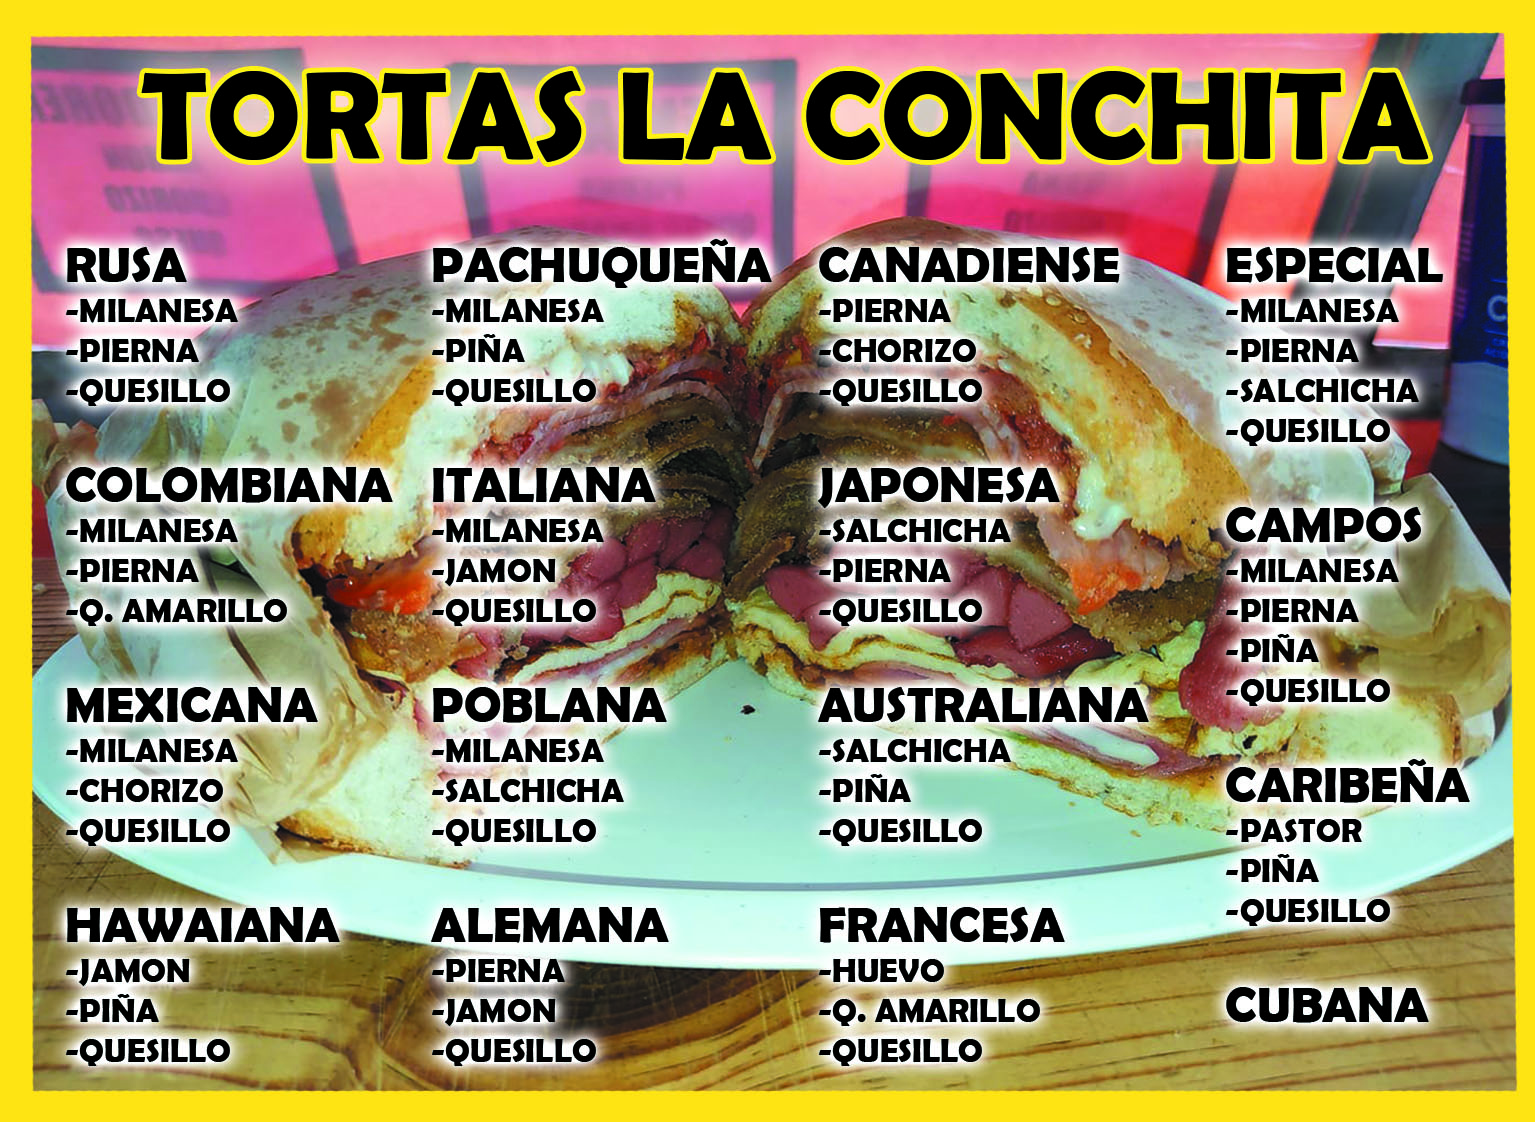 TORTAS LA CONCHITA
RUSA
-MILANESA
-PIERNA
-QUESILLO
COLOMBIANA
-MILANESA
-PIERNA
-Q. AMARILLO
MEXICANA
-MILANESA
-CHORIZO
-QUESILLO
HAWAIANA
-JAMON
-PIÑA
-QUESILLO
PACHUQUEÑA
-MILANESA
-PIÑA
-QUESILLO
ITALIANA
-MILANESA
-JAMON
-QUESILLO
POBLANA
-MILANESA
-SALCHICHA
-QUESILLO
ALEMANA
-PIERNA
-JAMON
-QUESILLO
CANADIENSE
-PIERNA
-CHORIZO
-QUESILLO
JAPONESA
-SALCHICHA
-PIERNA
-QUESILLO
AUSTRALIANA
-SALCHICHA
-PIÑA
-QUESILLO
FRANCESA
-HUEVO
-Q. AMARILLO
-QUESILLO
ESPECIAL
-MILANESA
-PIERNA
-SALCHICHA
-QUESILLO
CAMPOS
-MILANESA
-PIERNA
-PIÑA
-QUESILLO
CARIBEÑA
-PASTOR
-PIÑA
-QUESILLO
CUBANA